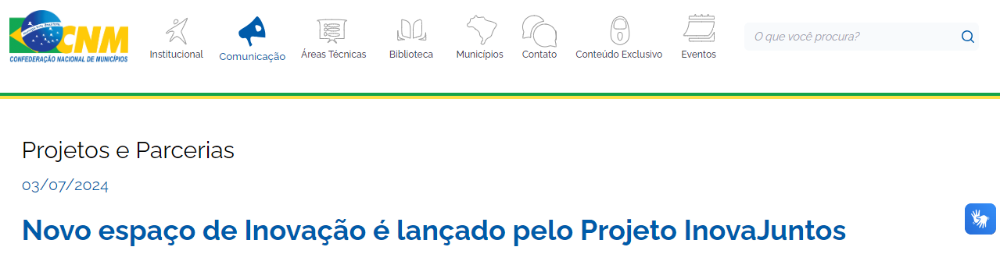 CNM
CONFEDERAÇÃO NACIONAL DE MUNICÍPIOS
Institucional
Comunicação
Áreas Técnicas
Biblioteca
Municípios
Contato
Conteúdo Exclusivo
Eventos
O que você procura?
Projetos e Parcerias
03/07/2024
Novo espaço de Inovação é lançado pelo Projeto InovaJuntos